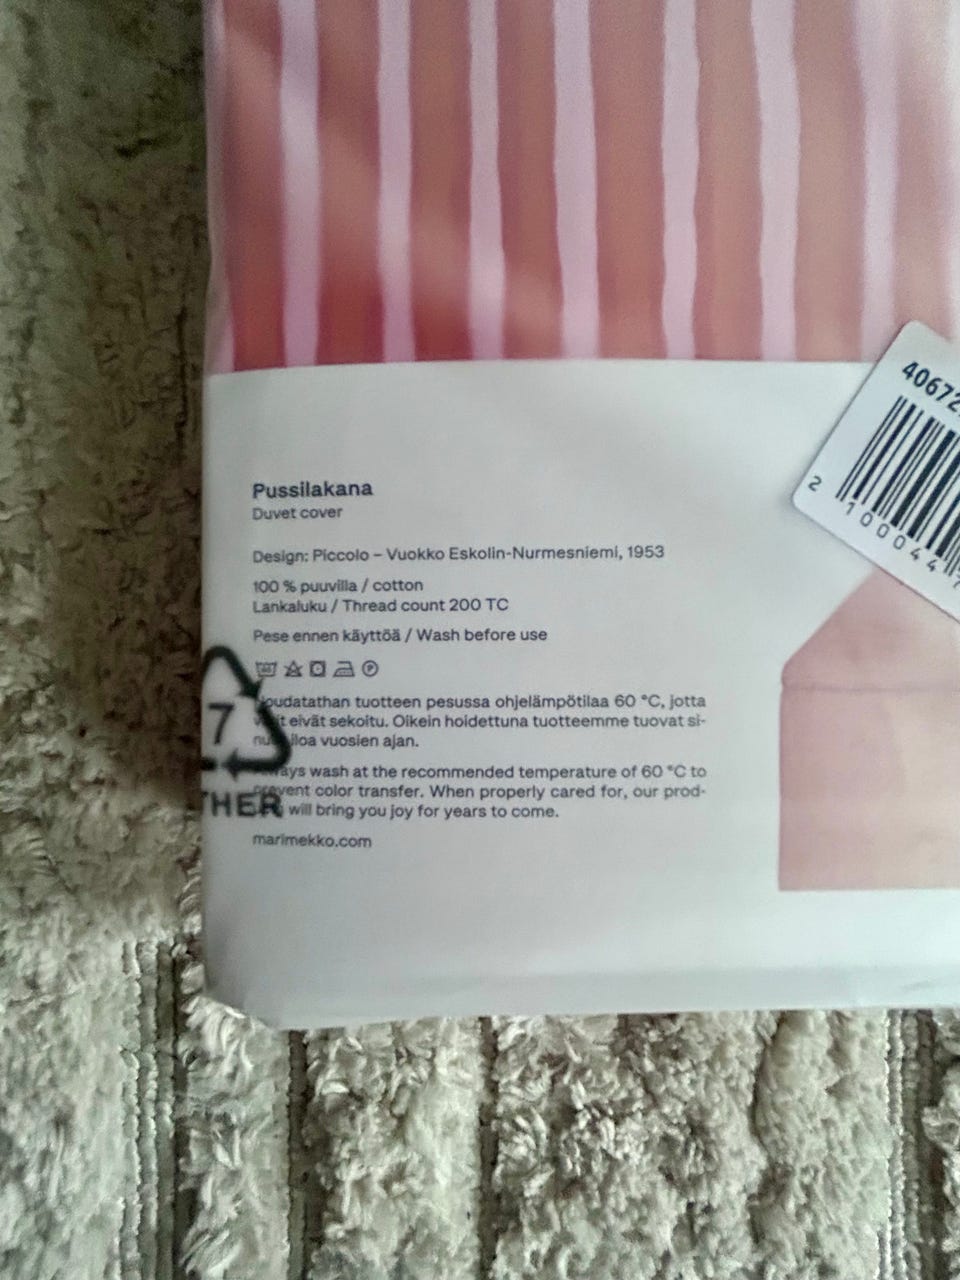 Pussilakana
Duvet cover
Design: Piccolo – Vuokko Eskolin-Nurmesniemi, 1953
100 % puuvilla / cotton
Lankaluku / Thread count 200 TC
Pese ennen käyttöä / Wash before use
tuotteen pesussa ohjelämpötilaa 60 °C, jotta
eivät sekoitu. Oikein hoidettuna tuotteemme tuovat si-
vuosien ajan.
wash at the recommended temperature of 60 °C to
color transfer. When properly cared for, our prod-
will bring you joy for years to come.
marimekko.com
7
THER
40672
2 100044